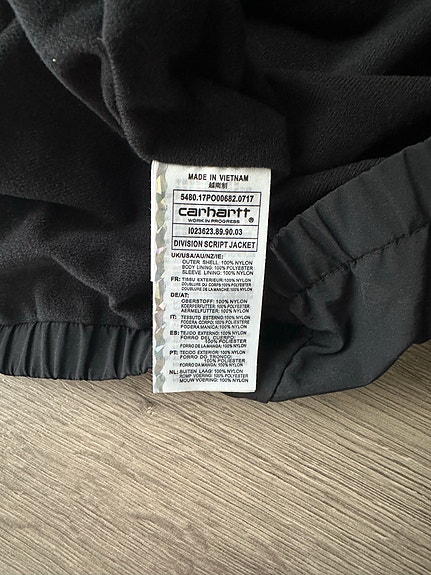 MADE IN VIETNAM
越南制
5480.17PO00682.0717
carhartt®
WORK IN PROGRESS
I023623.89.90.03
DIVISION SCRIPT JACKET
UK/USA/AU/NZ/IE:
OUTER SHELL: 100% NYLON
BODY LINING: 100% POLYESTER
SLEEVE LINING: 100% NYLON
FR: TISSU EXTERIEUR: 100% NYLON
DOUBLURE DU CORPS: 100% POLYESTER
DOUBLURE DE LA MANCHE: 100% NYLON
DE/AT:
OBERSTOFF: 100% NYLON
KOERPERFUTTER: 100% POLYESTER
AERMELFUTTER: 100% NYLON
IT: TESSUTO ESTERNO: 100% NYLON
FODERA CORPO: 100% POLIESTERE
FODERA MANICA: 100% NYLON
ES: TEJIDO EXTERIOR: 100% NYLON
FORRO DEL CUERPO:
100% POLYESTER
FORRO DE LA MANGA: 100% NYLON
PT: TECIDO EXTERIOR: 100% NYLON
FORRO DO TRONCO:
100% POLIESTER
FORRO DA MANGA: 100% NYLON
NL: BUITEN LAAG: 100% NYLON
ROMP VOERING: 100% POLYESTER
MOUW VOERING: 100% NYLON